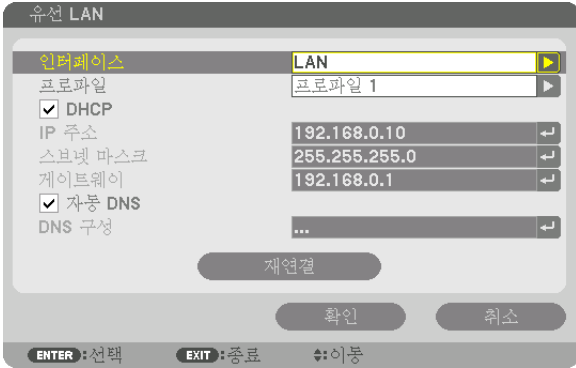 유선 LAN
인터페이스 LAN
프로파일 프로파일 1
DHCP
IP 주소 192.168.0.10
스브넷 마스크 255.255.255.0
게이트웨이 192.168.0.1
자동 DNS
DNS 구성 ...
재연결
확인 취소
ENTER:선택 EXIT:종료 :이동